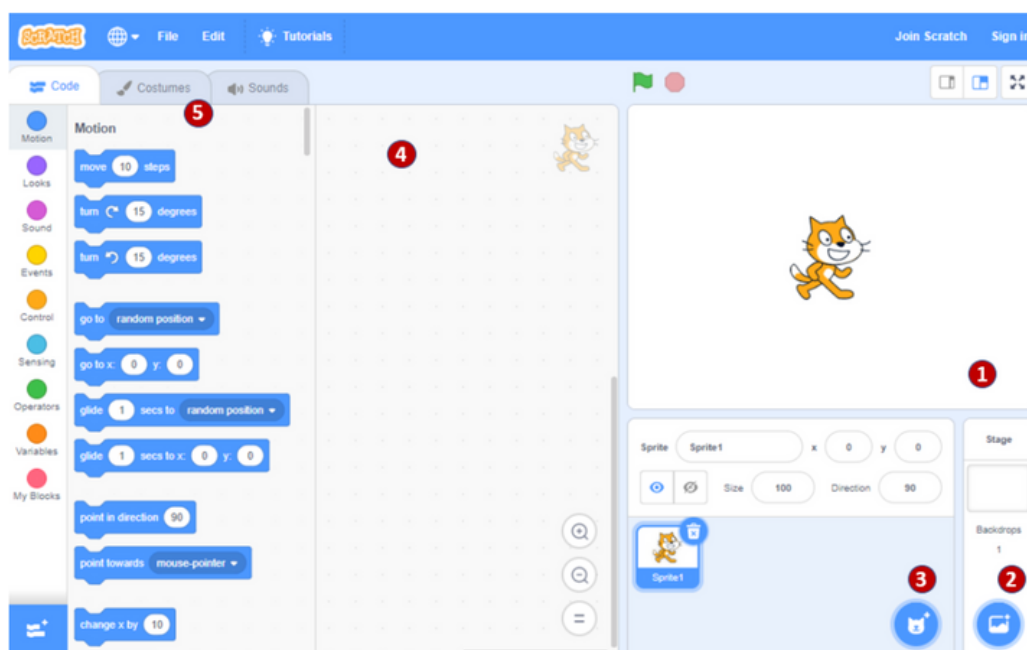 SCRATCH File Edit Tutorials Join Scratch Sign in
Code Costumes Sounds
5
Motion
Looks
Sound
Events
Control
Sensing
Operators
Variables
My Blocks
Motion
move 10 steps
turn 15 degrees
turn 15 degrees
go to random position
go to x: 0 y: 0
glide 1 secs to random position
glide 1 secs to x: 0 y: 0
point in direction 90
point towards mouse-pointer
change x by 10
4
=
1
Sprite Sprite1 x 0 y 0
Size 100 Direction 90
Sprite1
3
Stage
Backdrops
1
2